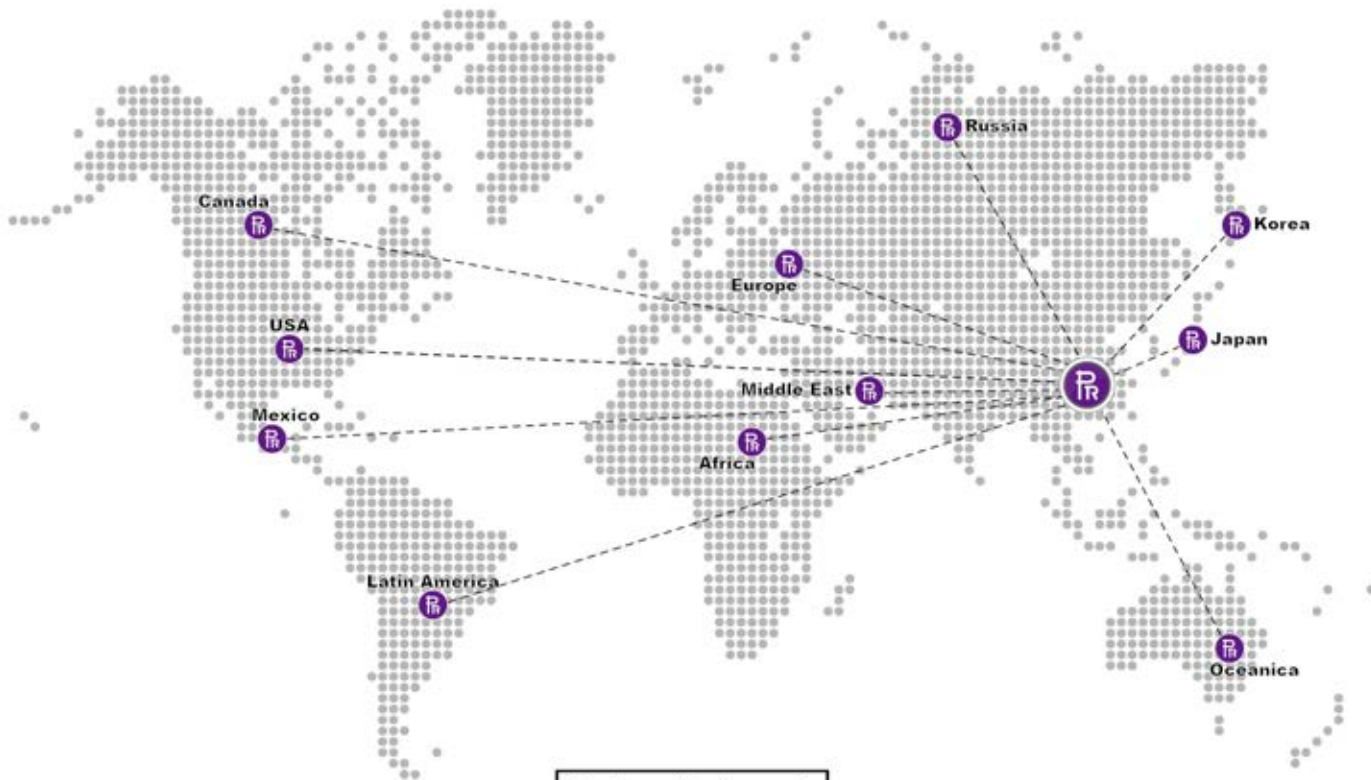 Russia
Canada
Korea
Europe
USA
Japan
Middle East
Mexico
Africa
Latin America
Oceanica